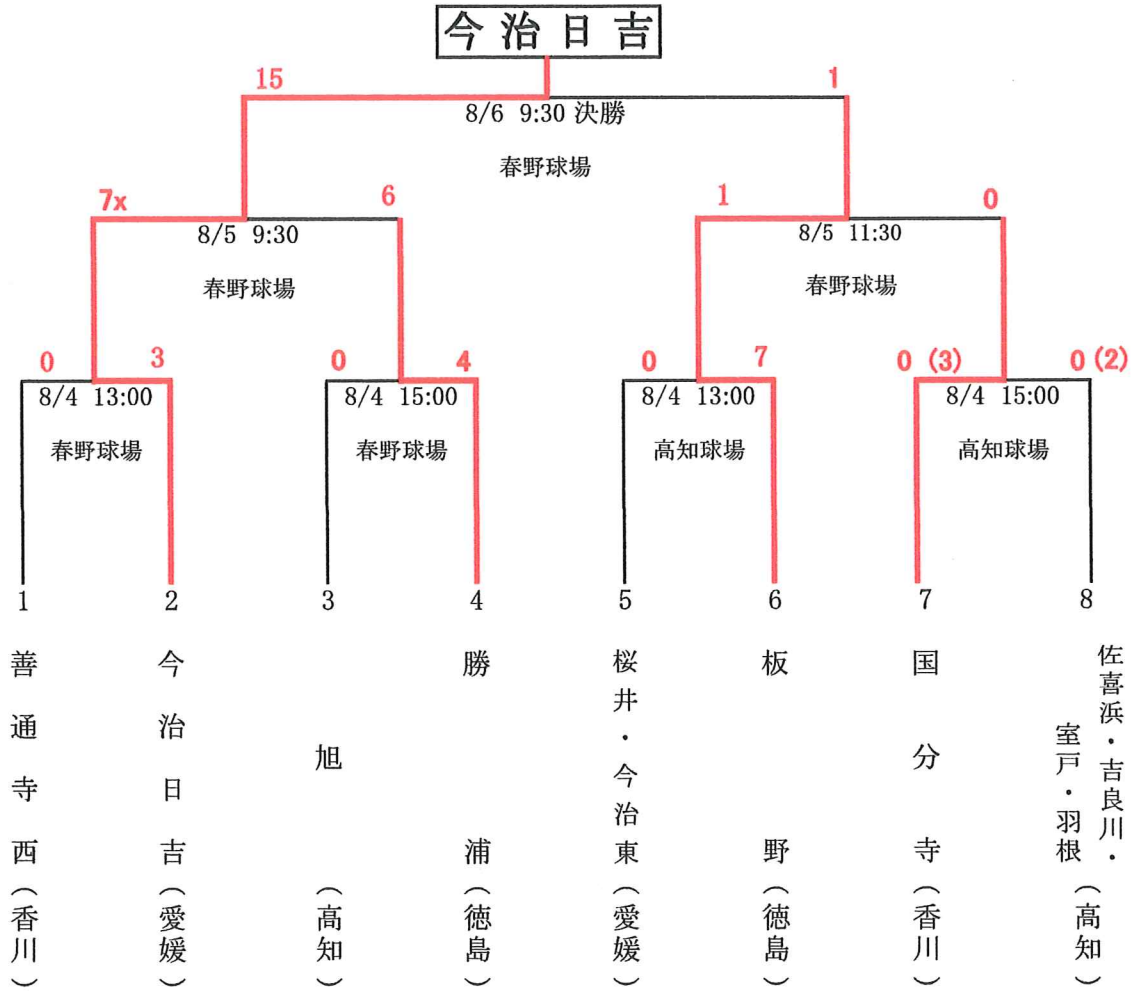 今治日吉
15
1
8/6 9:30 決勝
春野球場
7x
6
1
0
8/5 9:30
8/5 11:30
春野球場
春野球場
0
3
0
4
0
7
0 (3)
0 (2)
8/4 13:00
8/4 15:00
8/4 13:00
8/4 15:00
春野球場
春野球場
高知球場
高知球場
1
2
3
4
5
6
7
8
善通寺西(香川)
今治日吉(愛媛)
旭(高知)
勝浦(徳島)
桜井・今治東(愛媛)
板野(徳島)
国分寺(香川)
佐喜浜・吉良川・
室戸・羽根
(高知)